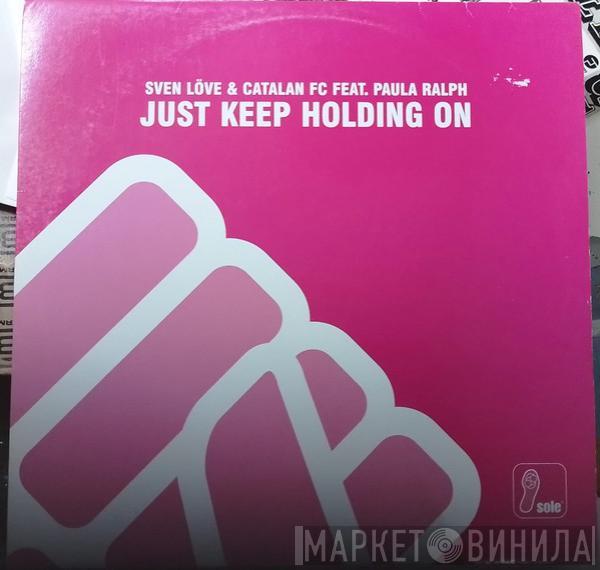 SVEN LÖVE & CATALAN FC FEAT. PAULA RALPH
JUST KEEP HOLDING ON
sole
МАРКЕТ ВИНИЛА